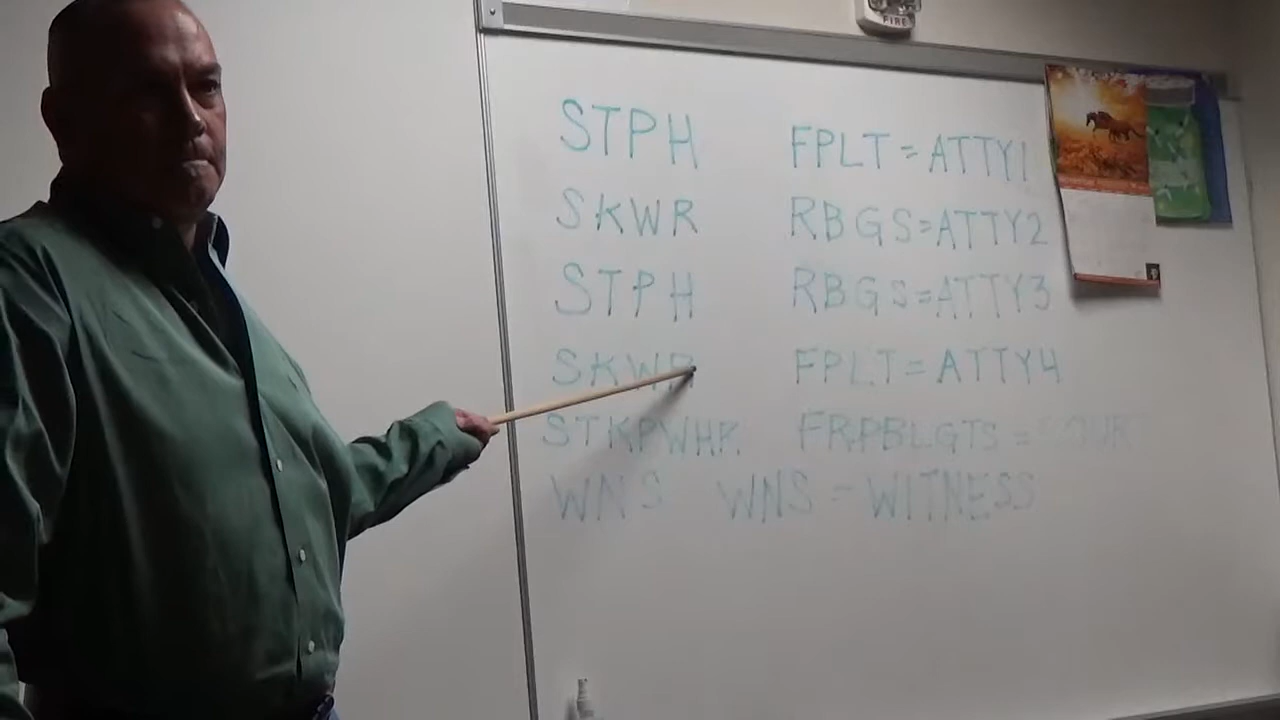 FIRE
STPH FPLT = ATTY1
SKWR RBGS = ATTY2
STPH RBGS = ATTY3
SKWR FPLT = ATTY4
STKPWHR FRPBLGTS =
WNS WNS = WITNESS